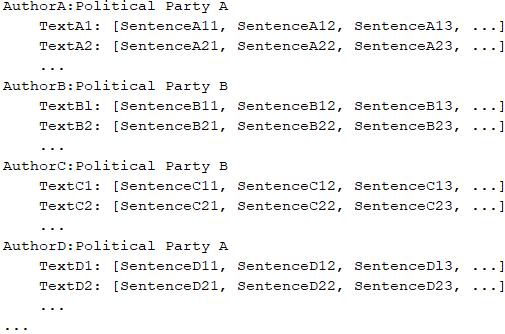 AuthorA:Political Party A
TextA1: [SentenceA11, SentenceA12, SentenceA13, ...]
TextA2: [SentenceA21, SentenceA22, SentenceA23, ...]
...
AuthorB:Political Party B
TextBl: [SentenceB11, SentenceB12, SentenceB13, ...]
TextB2: [SentenceB21, SentenceB22, SentenceB23, ...]
...
AuthorC:Political Party B
TextC1: [SentenceC11, SentenceC12, SentenceC13, ...]
TextC2: [SentenceC21, SentenceC22, SentenceC23, ...]
...
AuthorD:Political Party A
TextD1: [SentenceD11, SentenceD12, SentenceDl3, ...]
TextD2: [SentenceD21, SentenceD22, SentenceD23, ...]
...
...